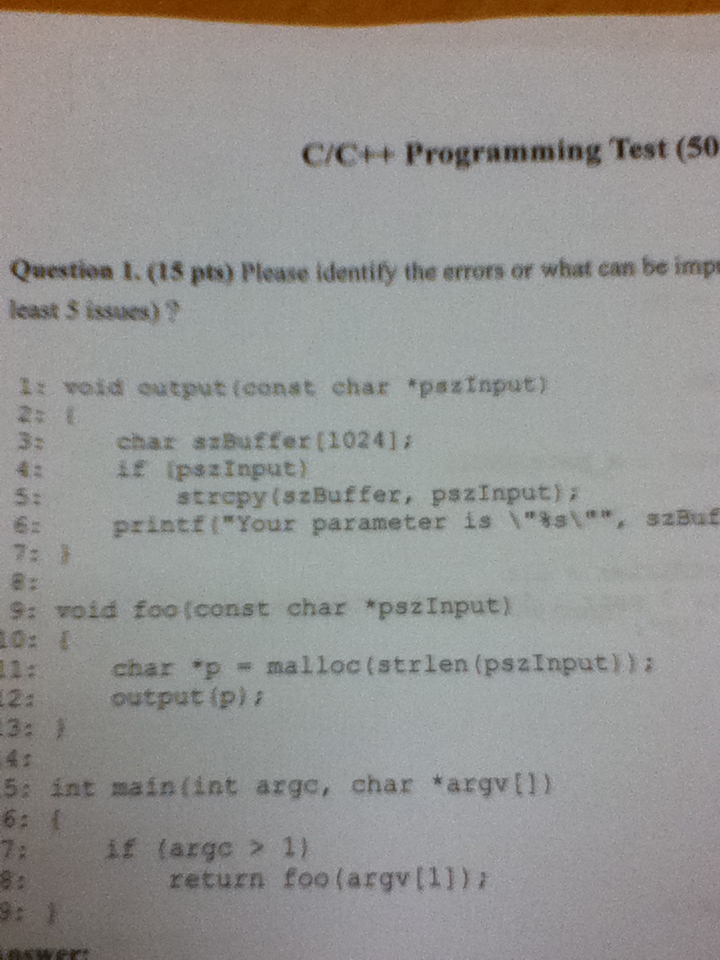 C/C++ Programming Test (50
Question 1. (15 pts) Please identify the errors or what can be impr
least 5 issues) ?
1: void output(const char *pszInput)
2: {
3: char szBuffer[1024];
4: if (pszInput)
5: strcpy(szBuffer, pszInput);
6: printf("Your parameter is \"%s\"", szBuf
7: }
8:
9: void foo(const char *pszInput)
10: {
11: char *p = malloc(strlen(pszInput));
12: output(p);
3: }
4:
5: int main(int argc, char *argv[])
6: {
7: if (argc > 1)
8: return foo(argv[1]);
9: }
Answer: